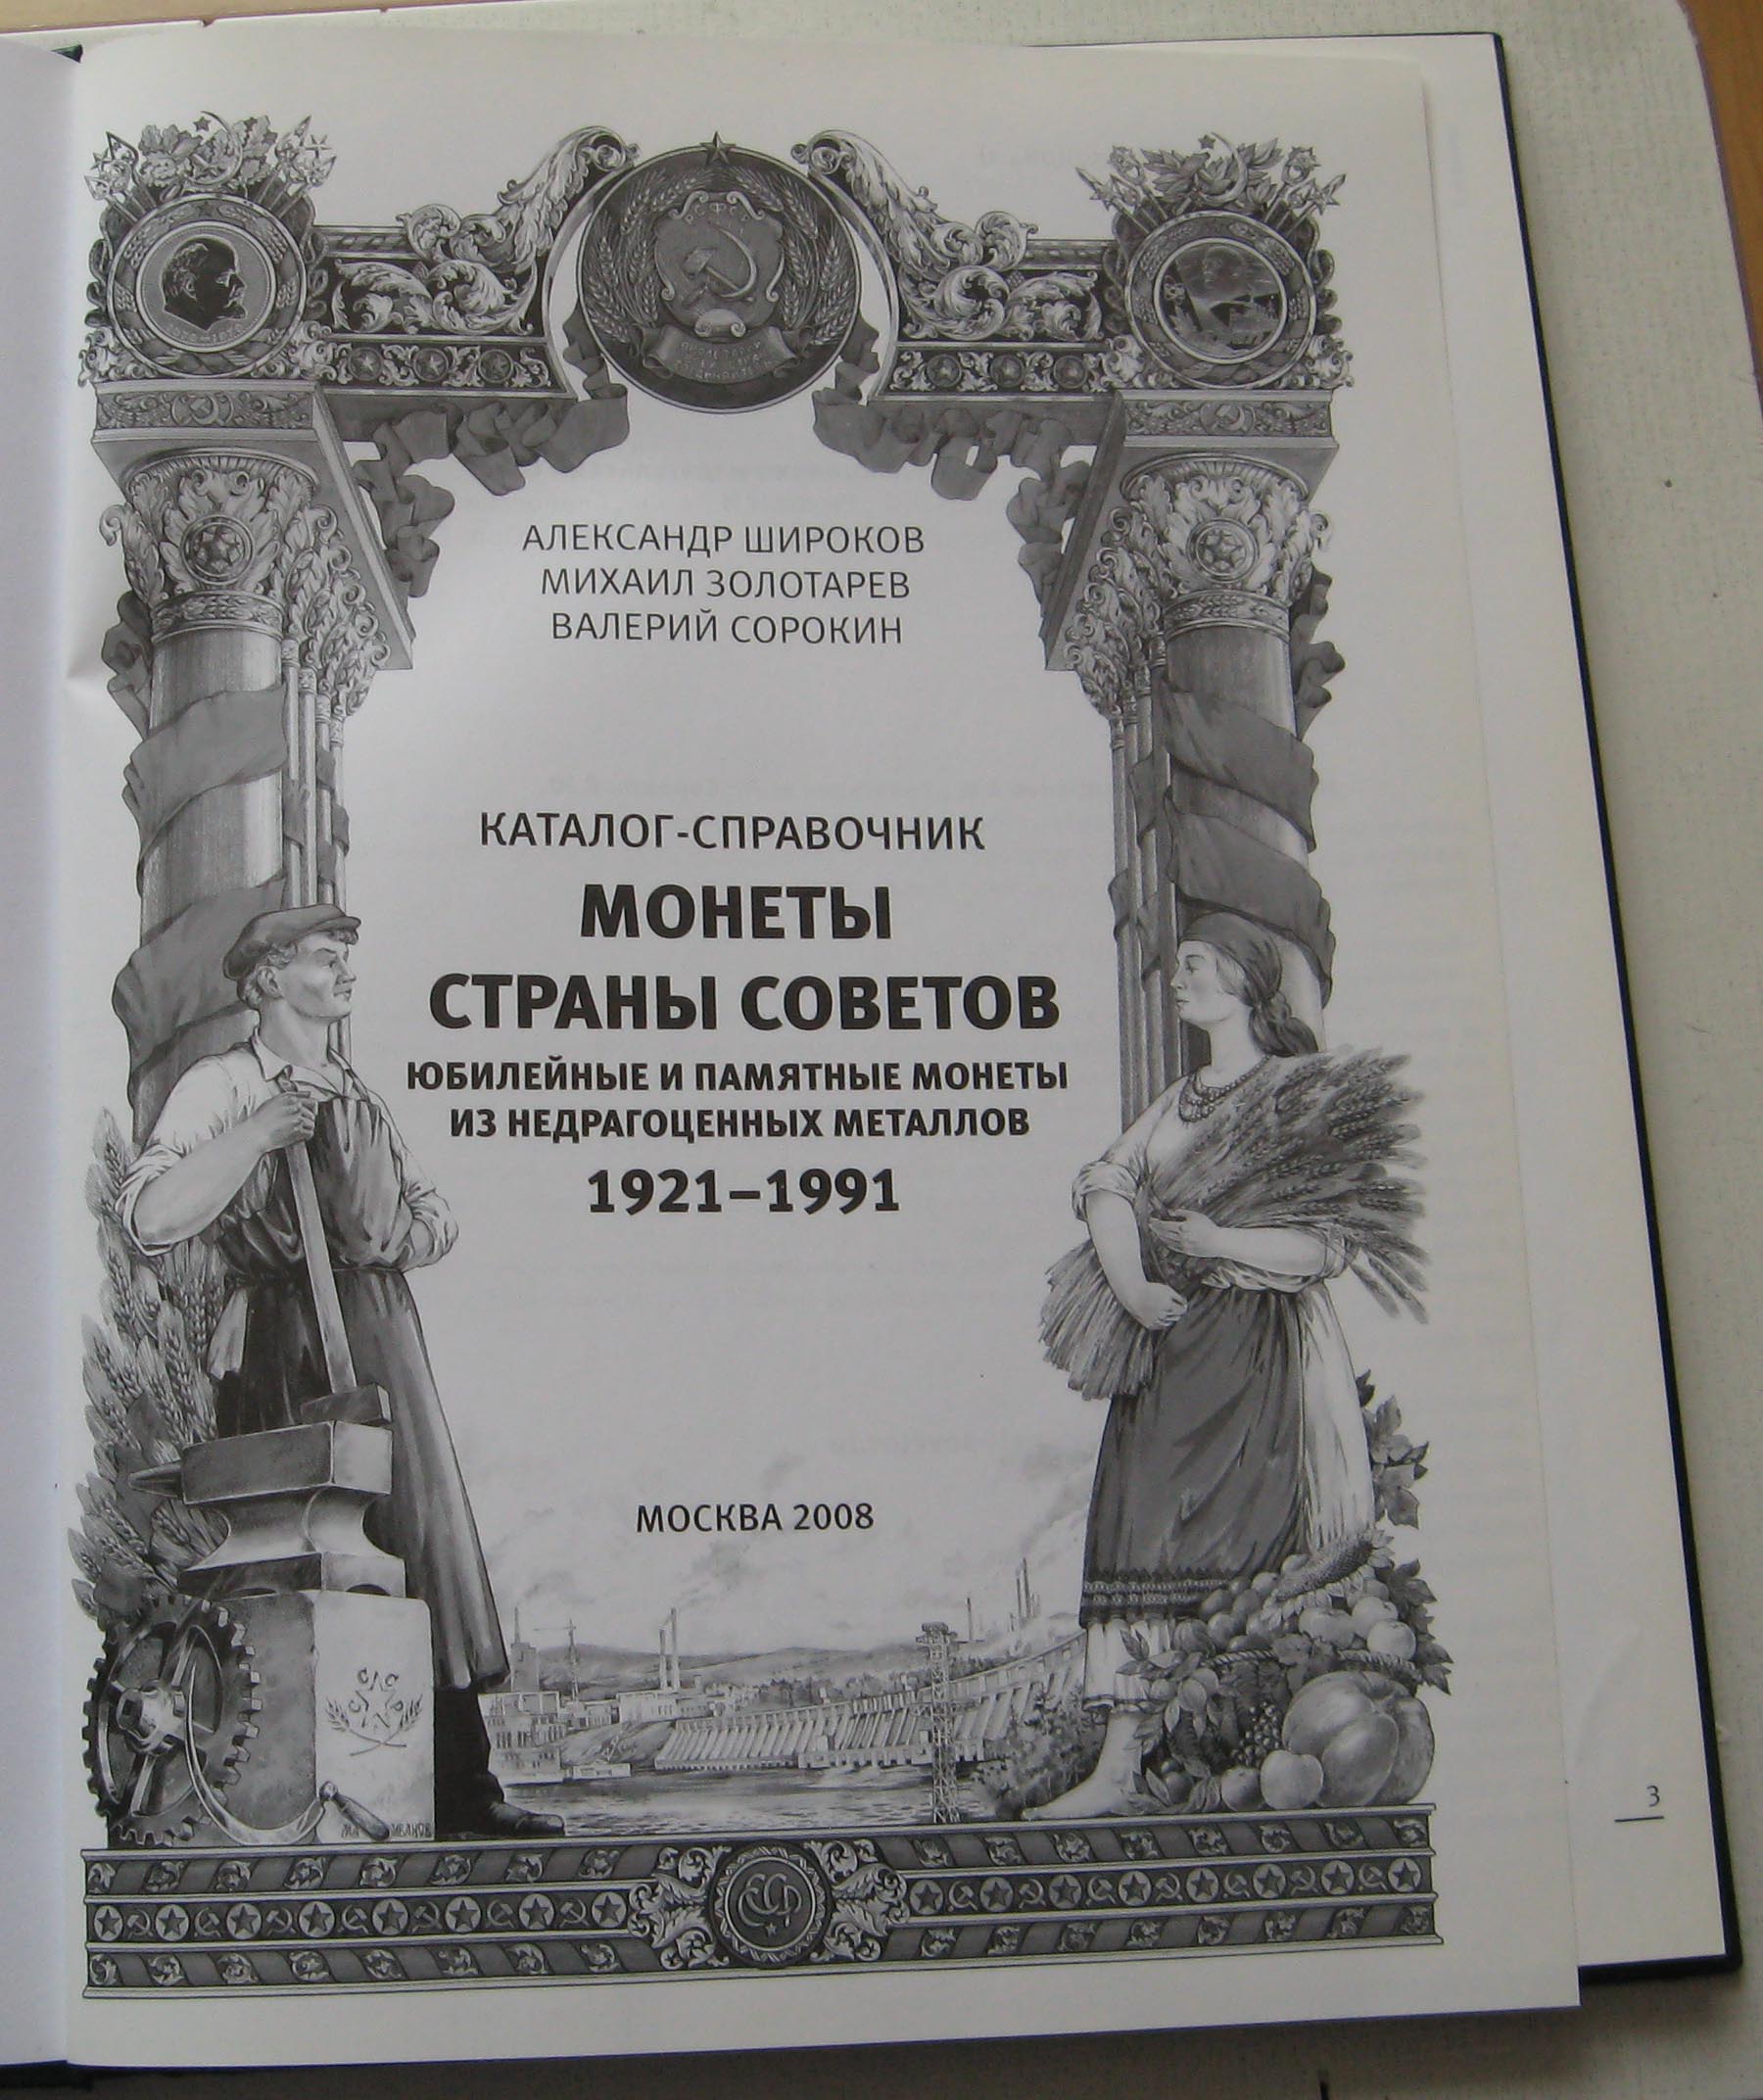 РСФСР
АЛЕКСАНДР ШИРОКОВ
МИХАИЛ ЗОЛОТАРЕВ
ВАЛЕРИЙ СОРОКИН
КАТАЛОГ-СПРАВОЧНИК
МОНЕТЫ
СТРАНЫ СОВЕТОВ
ЮБИЛЕЙНЫЕ И ПАМЯТНЫЕ МОНЕТЫ
ИЗ НЕДРАГОЦЕННЫХ МЕТАЛЛОВ
1921–1991
МОСКВА 2008
3